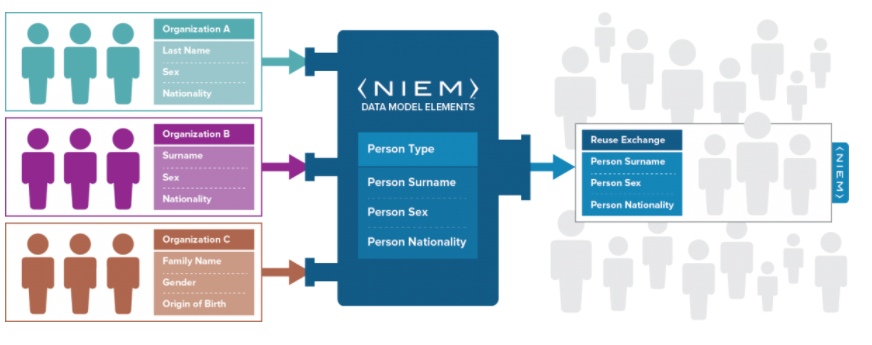 Organization A
Last Name
Sex
Nationality
Organization B
Surname
Sex
Nationality
Organization C
Family Name
Gender
Origin of Birth
⟨NIEM⟩
DATA MODEL ELEMENTS
Person Type
Person Surname
Person Sex
Person Nationality
Reuse Exchange
Person Surname
Person Sex
Person Nationality
⟨NIEM⟩